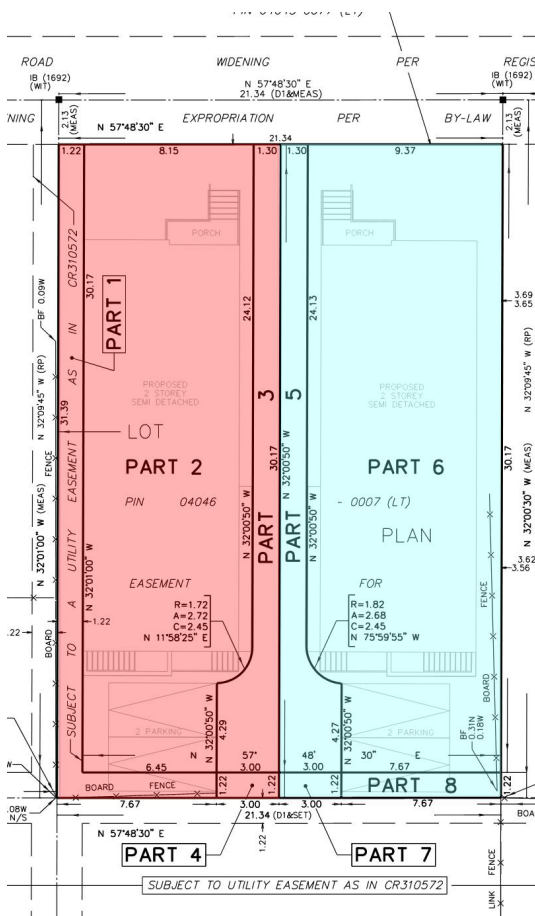 PIN 04045-0077 (LT)
ROAD WIDENING PER REGIS
IB (1692) (WIT)
N 57°48'30" E
21.34 (D1&MEAS)
IB (1692) (WIT)
2.13 (MEAS)
2.13 (MEAS)
NING EXPROPRIATION PER BY-LAW
N 57°48'30" E
21.34
1.22 8.15 1.30 1.30 9.37
PORCH PORCH
AS IN CR310572
30.17
PART 1
24.12 24.13
BF 0.09W
3.69
3.65
N 32°09'45" W (RP)
N 32°09'45" W (RP)
PROPOSED
2 STOREY
SEMI DETACHED
PROPOSED
2 STOREY
SEMI DETACHED
31.39
LOT
PART 3
PART 5
30.17
N 32°00'50" W
30.17
PART 2 PART 6
FENCE
PIN 04046 - 0007 (LT)
PLAN
N 32°00'50" W
N 32°00'50" W
N 32°01'00" W (MEAS)
N 32°00'30" W (MEAS)
SUBJECT TO A UTILITY EASEMENT
N 32°01'00" W
EASEMENT FOR
3.62
3.56
R=1.72
A=2.72
C=2.45
N 11°58'25" E
R=1.82
A=2.68
C=2.45
N 75°59'55" W
1.22
.22
BOARD
FENCE
BOARD
N 32°00'50" W
4.29
N 32°00'50" W
4.27
2 PARKING 2 PARKING
BF
0.31N
0.18W
N 57° 48' 30" E
6.45 3.00 3.00 7.67
BOARD FENCE
1.22 1.22 1.22 1.22
PART 8
.08W
N/S
7.67 3.00 3.00 7.67
BOA
21.34 (D1&SET)
N 57°48'30" E
1.22
PART 4 PART 7
SUBJECT TO UTILITY EASEMENT AS IN CR310572
LINK FENCE